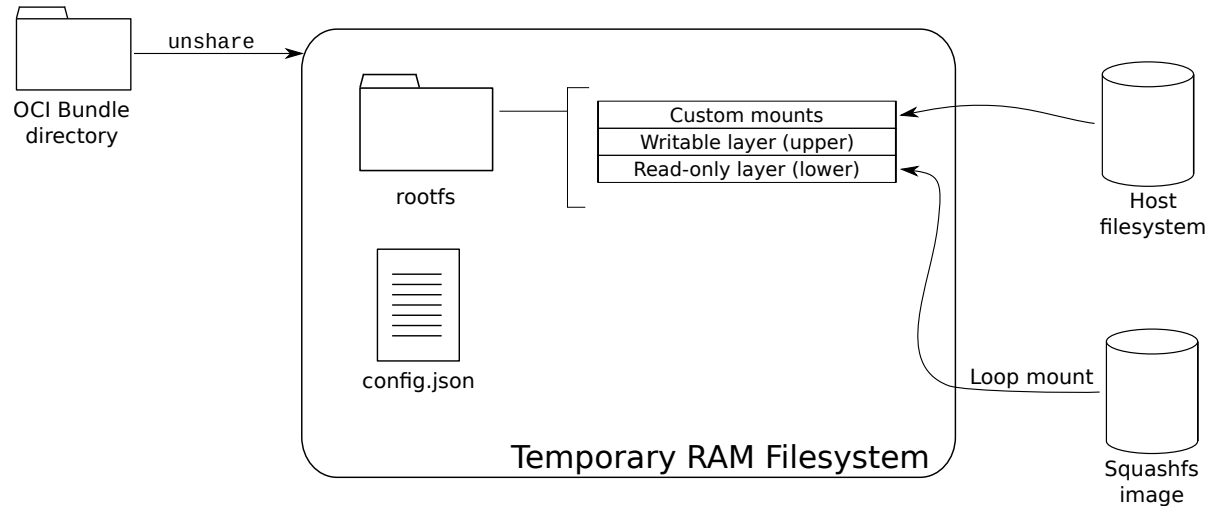 unshare
OCI Bundle
directory
Custom mounts
Writable layer (upper)
Read-only layer (lower)
rootfs
Host
filesystem
config.json
Loop mount
Temporary RAM Filesystem
Squashfs
image